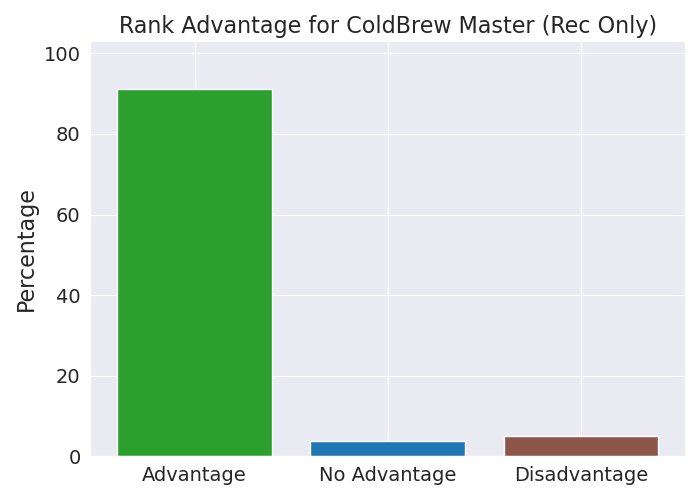 Rank Advantage for ColdBrew Master (Rec Only)
100
80
60
40
20
0
Percentage
Advantage
No Advantage
Disadvantage